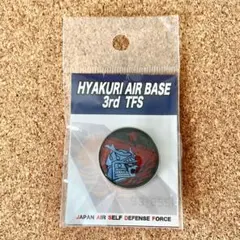 HYAKURI AIR BASE
3rd TFS
JAPAN AIR SELF DEFENSE FORCE